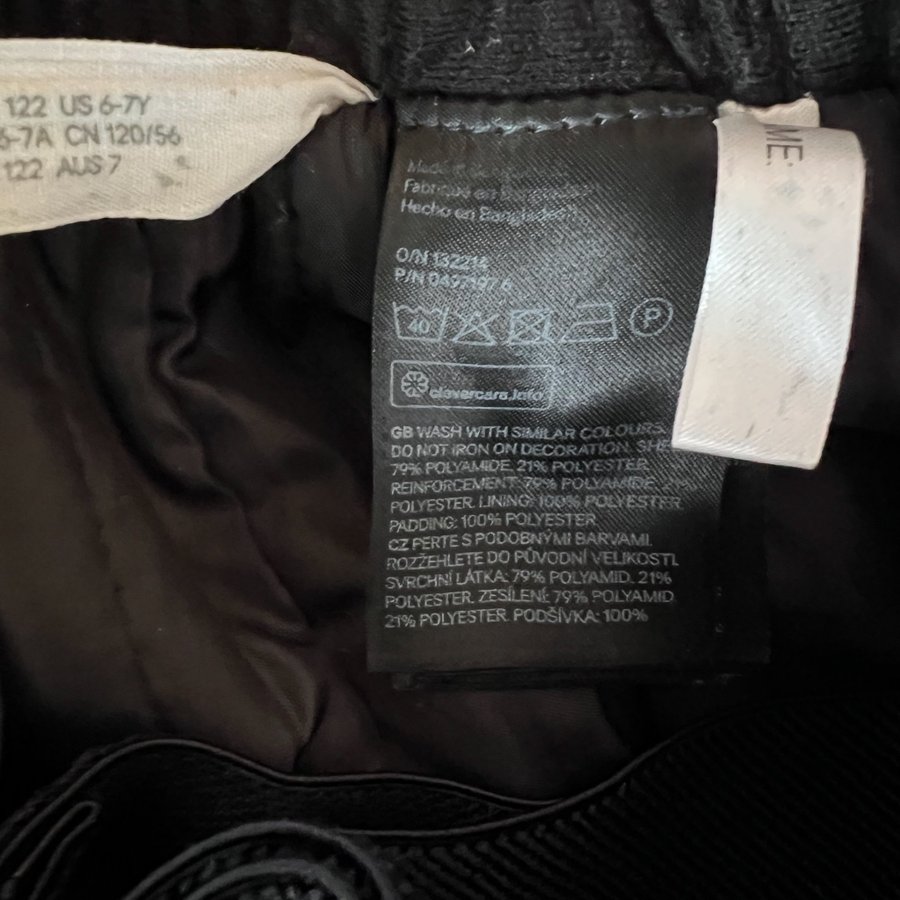 122 US 6-7Y
6-7A CN 120/56
122 AUS 7
Made
Fabriqué en Bangladesh
Hecho en Bangladesh
O/N 132214
P/N
40
P
clevercare.info
GB WASH WITH SIMILAR COLOURS.
DO NOT IRON ON DECORATION. SHE
79% POLYAMIDE. 21% POLYESTER.
REINFORCEMENT: 79% POLYAMIDE. 21%
POLYESTER. LINING: 100% POLYESTER.
PADDING: 100% POLYESTER
CZ PERTE S PODOBNÝMI BARVAMI.
ROZŽEHLETE DO PŮVODNÍ VELIKOSTI.
SVRCHNÍ LÁTKA: 79% POLYAMID. 21%
POLYESTER. ZESÍLENÍ: 79% POLYAMID.
21% POLYESTER. PODŠÍVKA: 100%
ME: